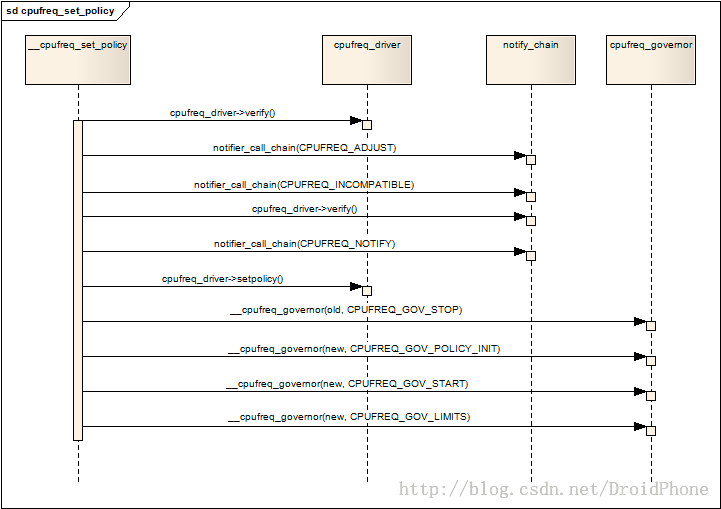 sd cpufreq_set_policy
__cpufreq_set_policy
cpufreq_driver
notify_chain
cpufreq_governor
cpufreq_driver->verify()
notifier_call_chain(CPUFREQ_ADJUST)
notifier_call_chain(CPUFREQ_INCOMPATIBLE)
cpufreq_driver->verify()
notifier_call_chain(CPUFREQ_NOTIFY)
cpufreq_driver->setpolicy()
__cpufreq_governor(old, CPUFREQ_GOV_STOP)
__cpufreq_governor(new, CPUFREQ_GOV_POLICY_INIT)
__cpufreq_governor(new, CPUFREQ_GOV_START)
__cpufreq_governor(new, CPUFREQ_GOV_LIMITS)
http://blog.csdn.net/DroidPhone